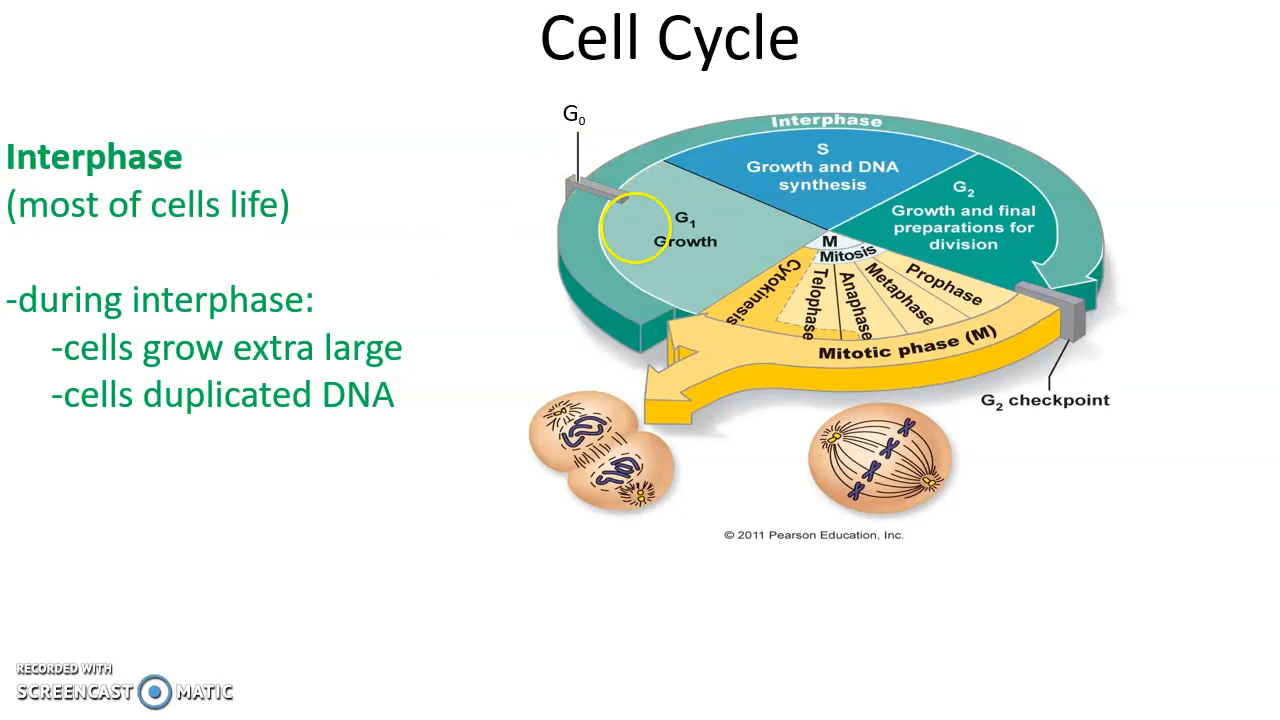 Cell Cycle
Interphase
(most of cells life)
-during interphase:
-cells grow extra large
-cells duplicated DNA
G₀
Interphase
S
Growth and DNA
synthesis
G₁
Growth
G₂
Growth and final
preparations for
division
M
Mitosis
Cytokinesis
Telophase
Anaphase
Metaphase
Prophase
Mitotic phase (M)
G₂ checkpoint
© 2011 Pearson Education, Inc.
RECORDED WITH
SCREENCAST MATIC